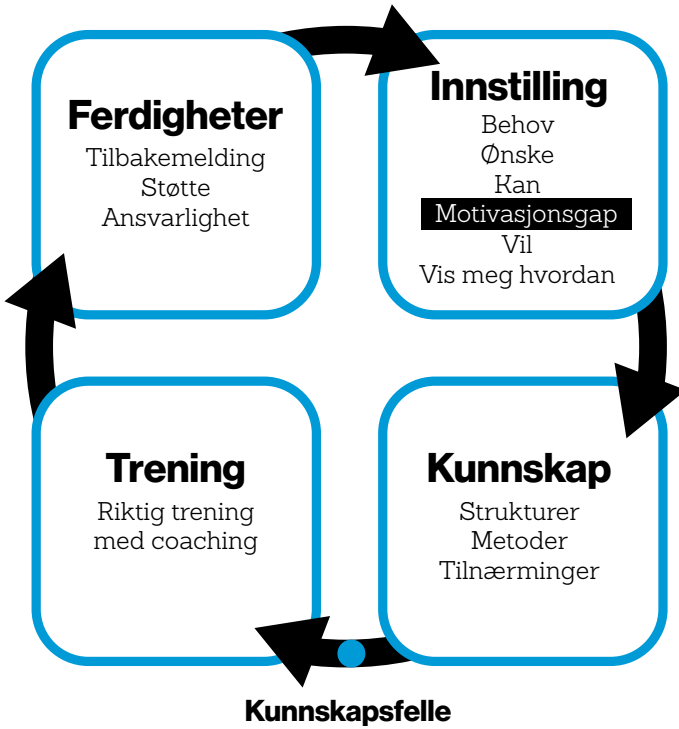 Ferdigheter
Tilbakemelding
Støtte
Ansvarlighet
Innstilling
Behov
Ønske
Kan
Motivasjonsgap
Vil
Vis meg hvordan
Trening
Riktig trening
med coaching
Kunnskap
Strukturer
Metoder
Tilnærminger
Kunnskapsfelle